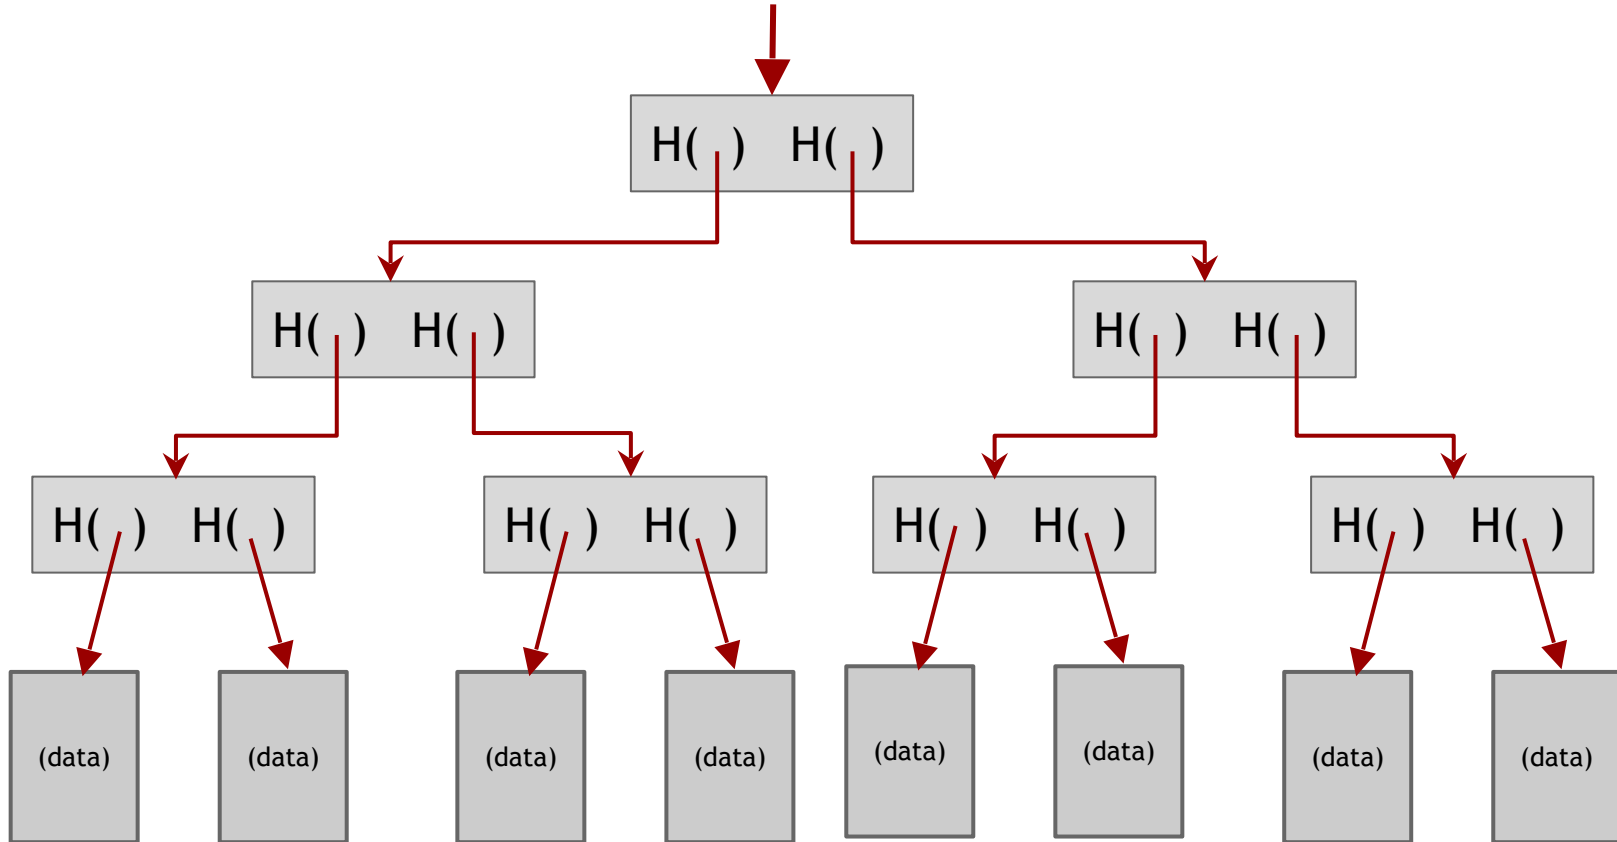 H( ) H( )
H( ) H( ) H( ) H( )
H( ) H( ) H( ) H( ) H( ) H( ) H( ) H( )
(data) (data) (data) (data) (data) (data) (data) (data)